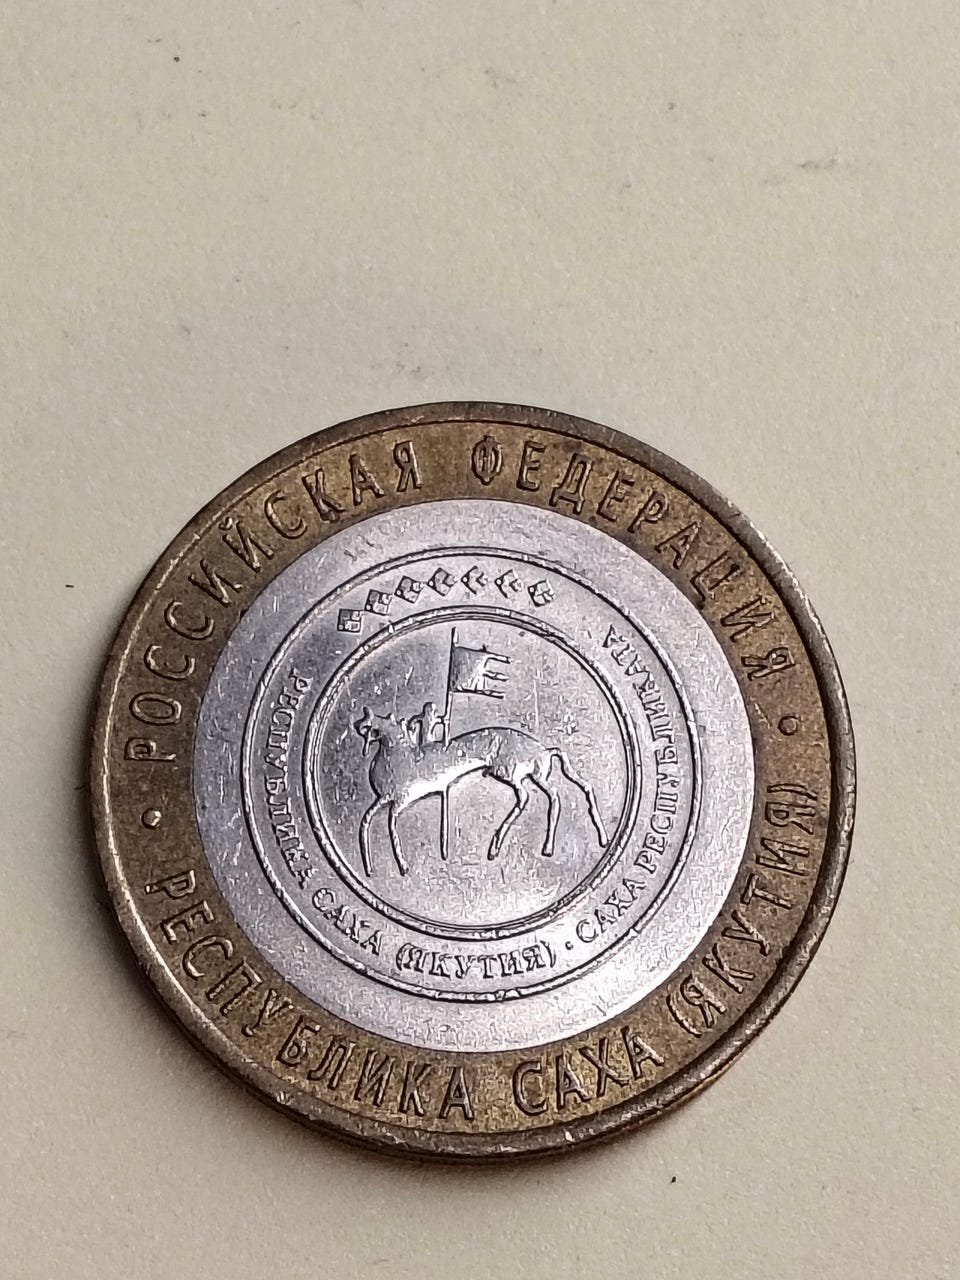 РОССИЙСКАЯ ФЕДЕРАЦИЯ
• РЕСПУБЛИКА САХА (ЯКУТИЯ) •
РЕСПУБЛИКА САХА (ЯКУТИЯ) • САХА РЕСПУБЛИКАТА